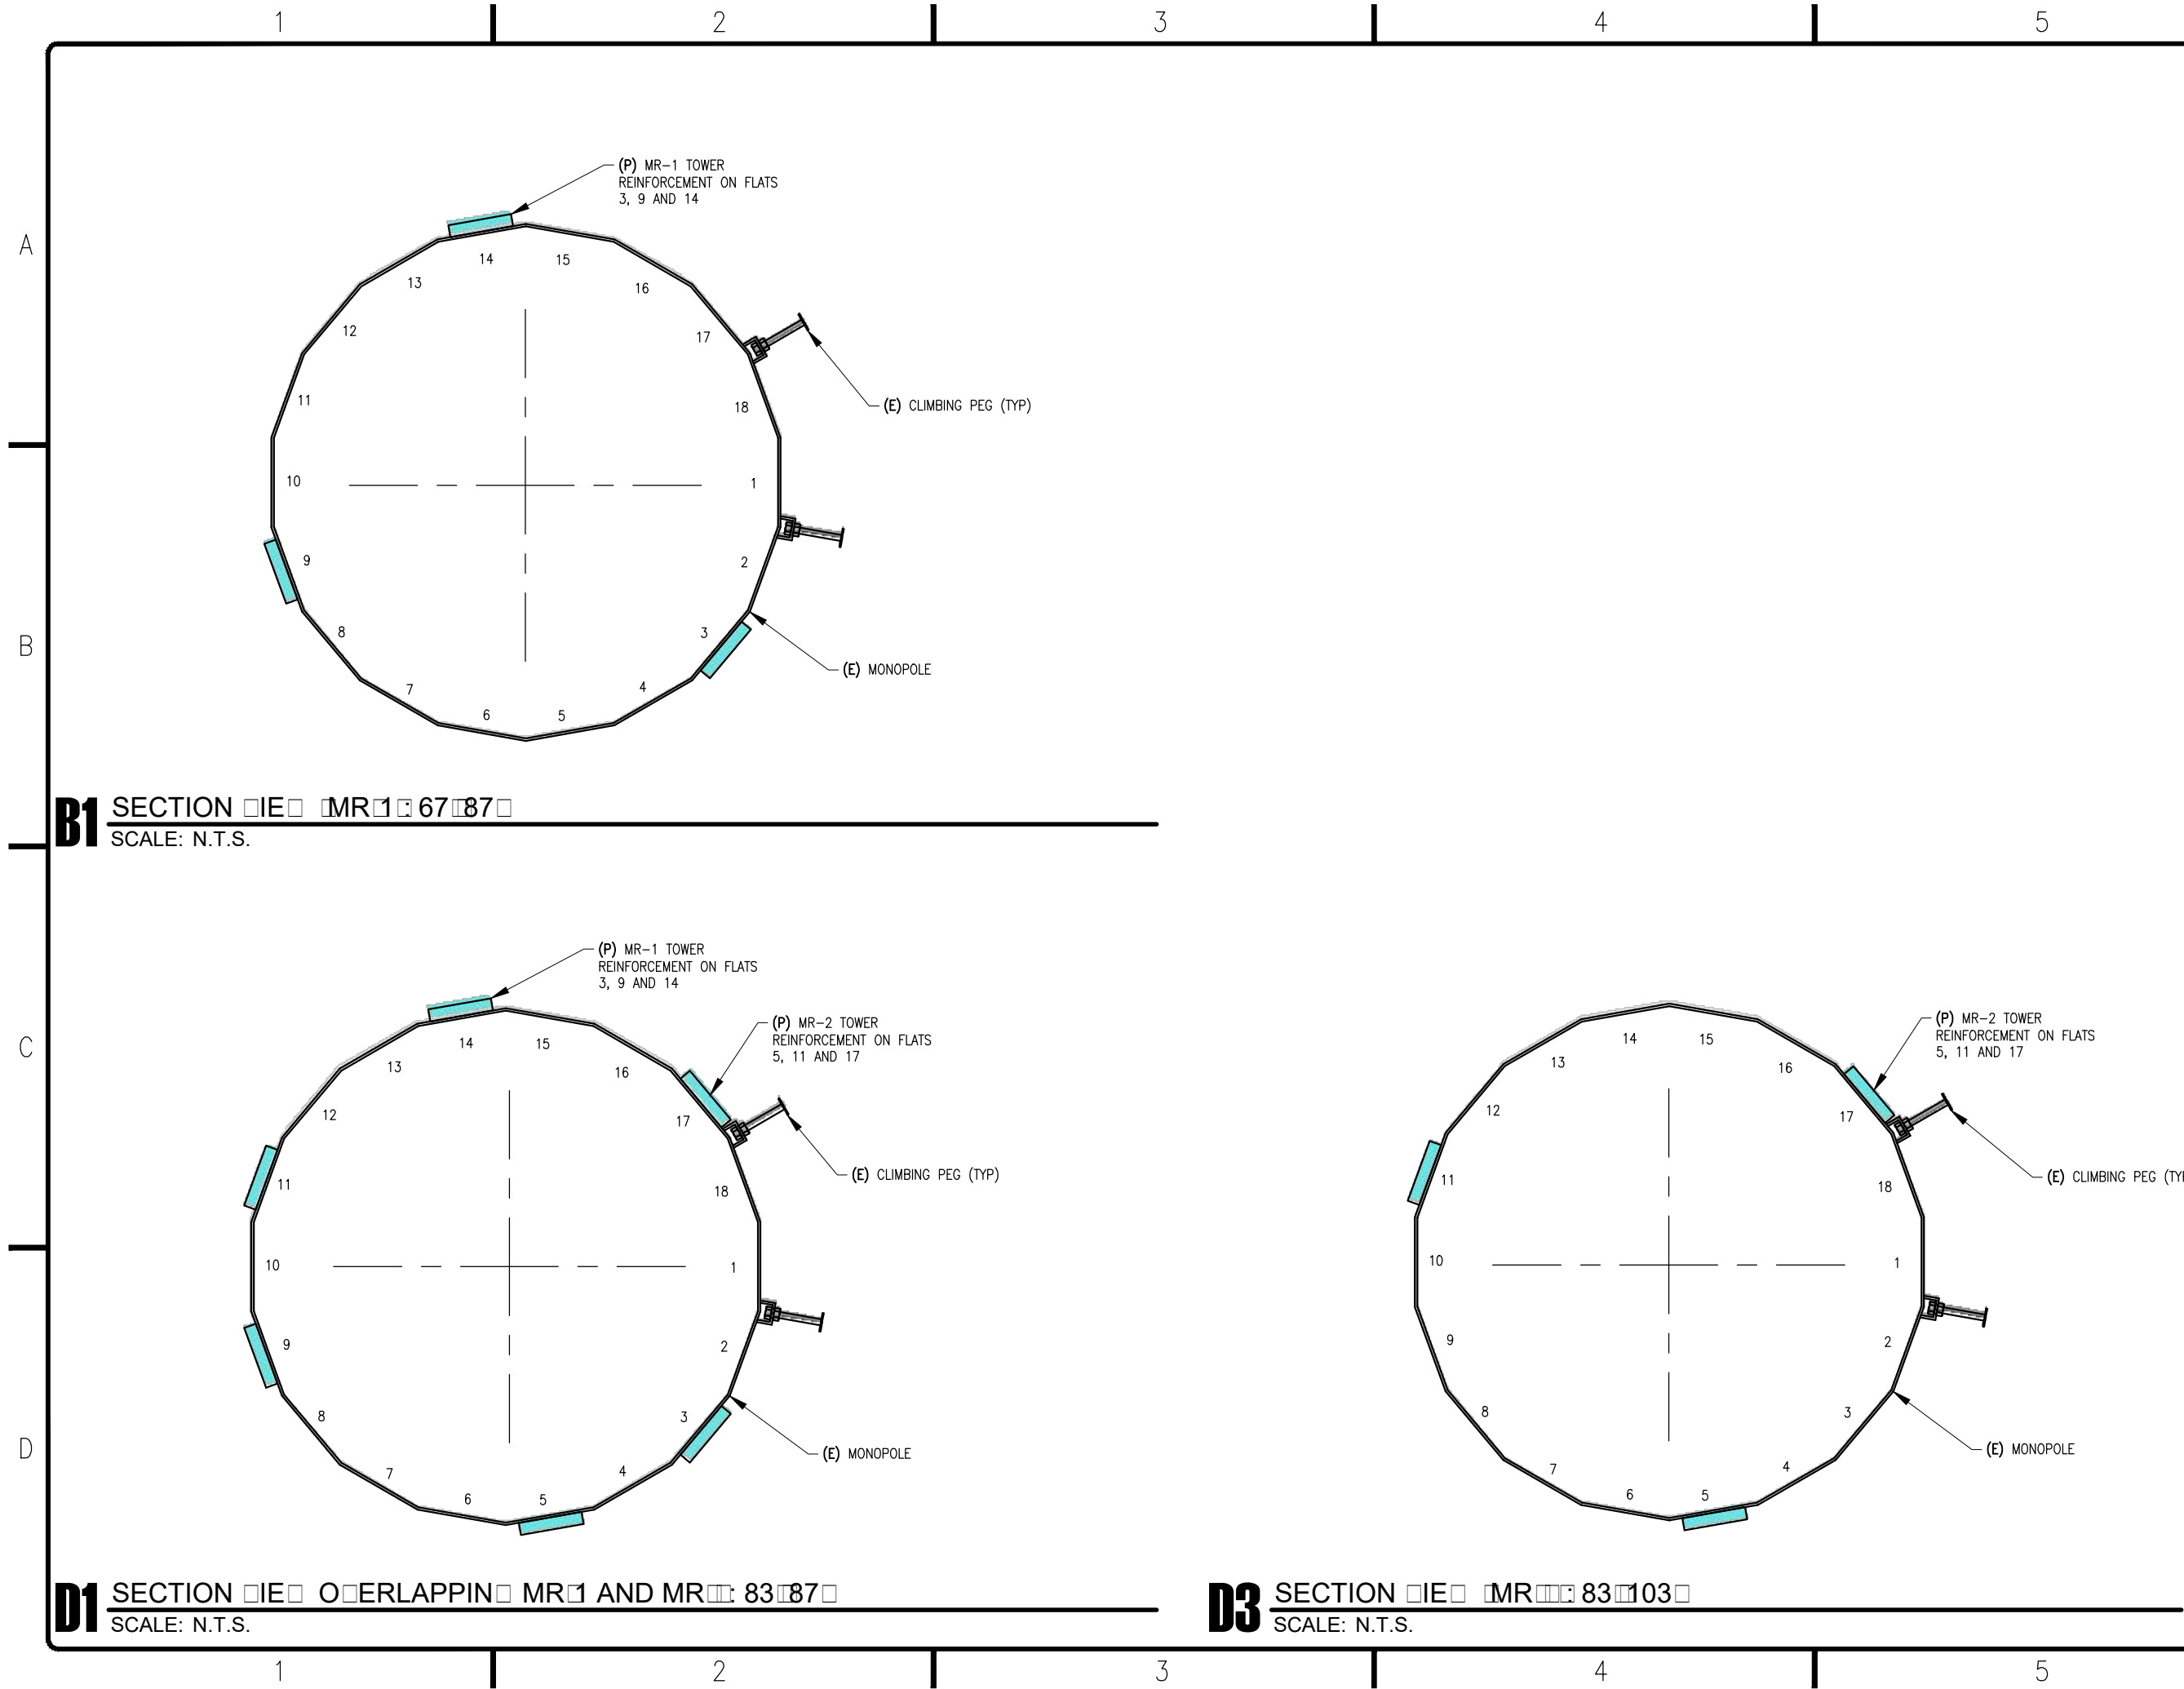 1 2 3 4 5
A
B
C
D
(P) MR-1 TOWER
REINFORCEMENT ON FLATS
3, 9 AND 14
14 15
13 16
12 17
11 18
10 1
9 2
8 3
7 4
6 5
(E) CLIMBING PEG (TYP)
(E) MONOPOLE
B1 SECTION □IE□ □MR□1□: 67□□87□
SCALE: N.T.S.
(P) MR-1 TOWER
REINFORCEMENT ON FLATS
3, 9 AND 14
(P) MR-2 TOWER
REINFORCEMENT ON FLATS
5, 11 AND 17
14 15
13 16
12 17
11 18
10 1
9 2
8 3
7 4
6 5
(E) CLIMBING PEG (TYP)
(E) MONOPOLE
D1 SECTION □IE□ O□ERLAPPIN□ MR□1 AND MR□□: 83□□87□
SCALE: N.T.S.
(P) MR-2 TOWER
REINFORCEMENT ON FLATS
5, 11 AND 17
14 15
13 16
12 17
11 18
10 1
9 2
8 3
7 4
6 5
(E) CLIMBING PEG (TY
(E) MONOPOLE
D3 SECTION □IE□ □MR□□□: 83□□103□
SCALE: N.T.S.
1 2 3 4 5